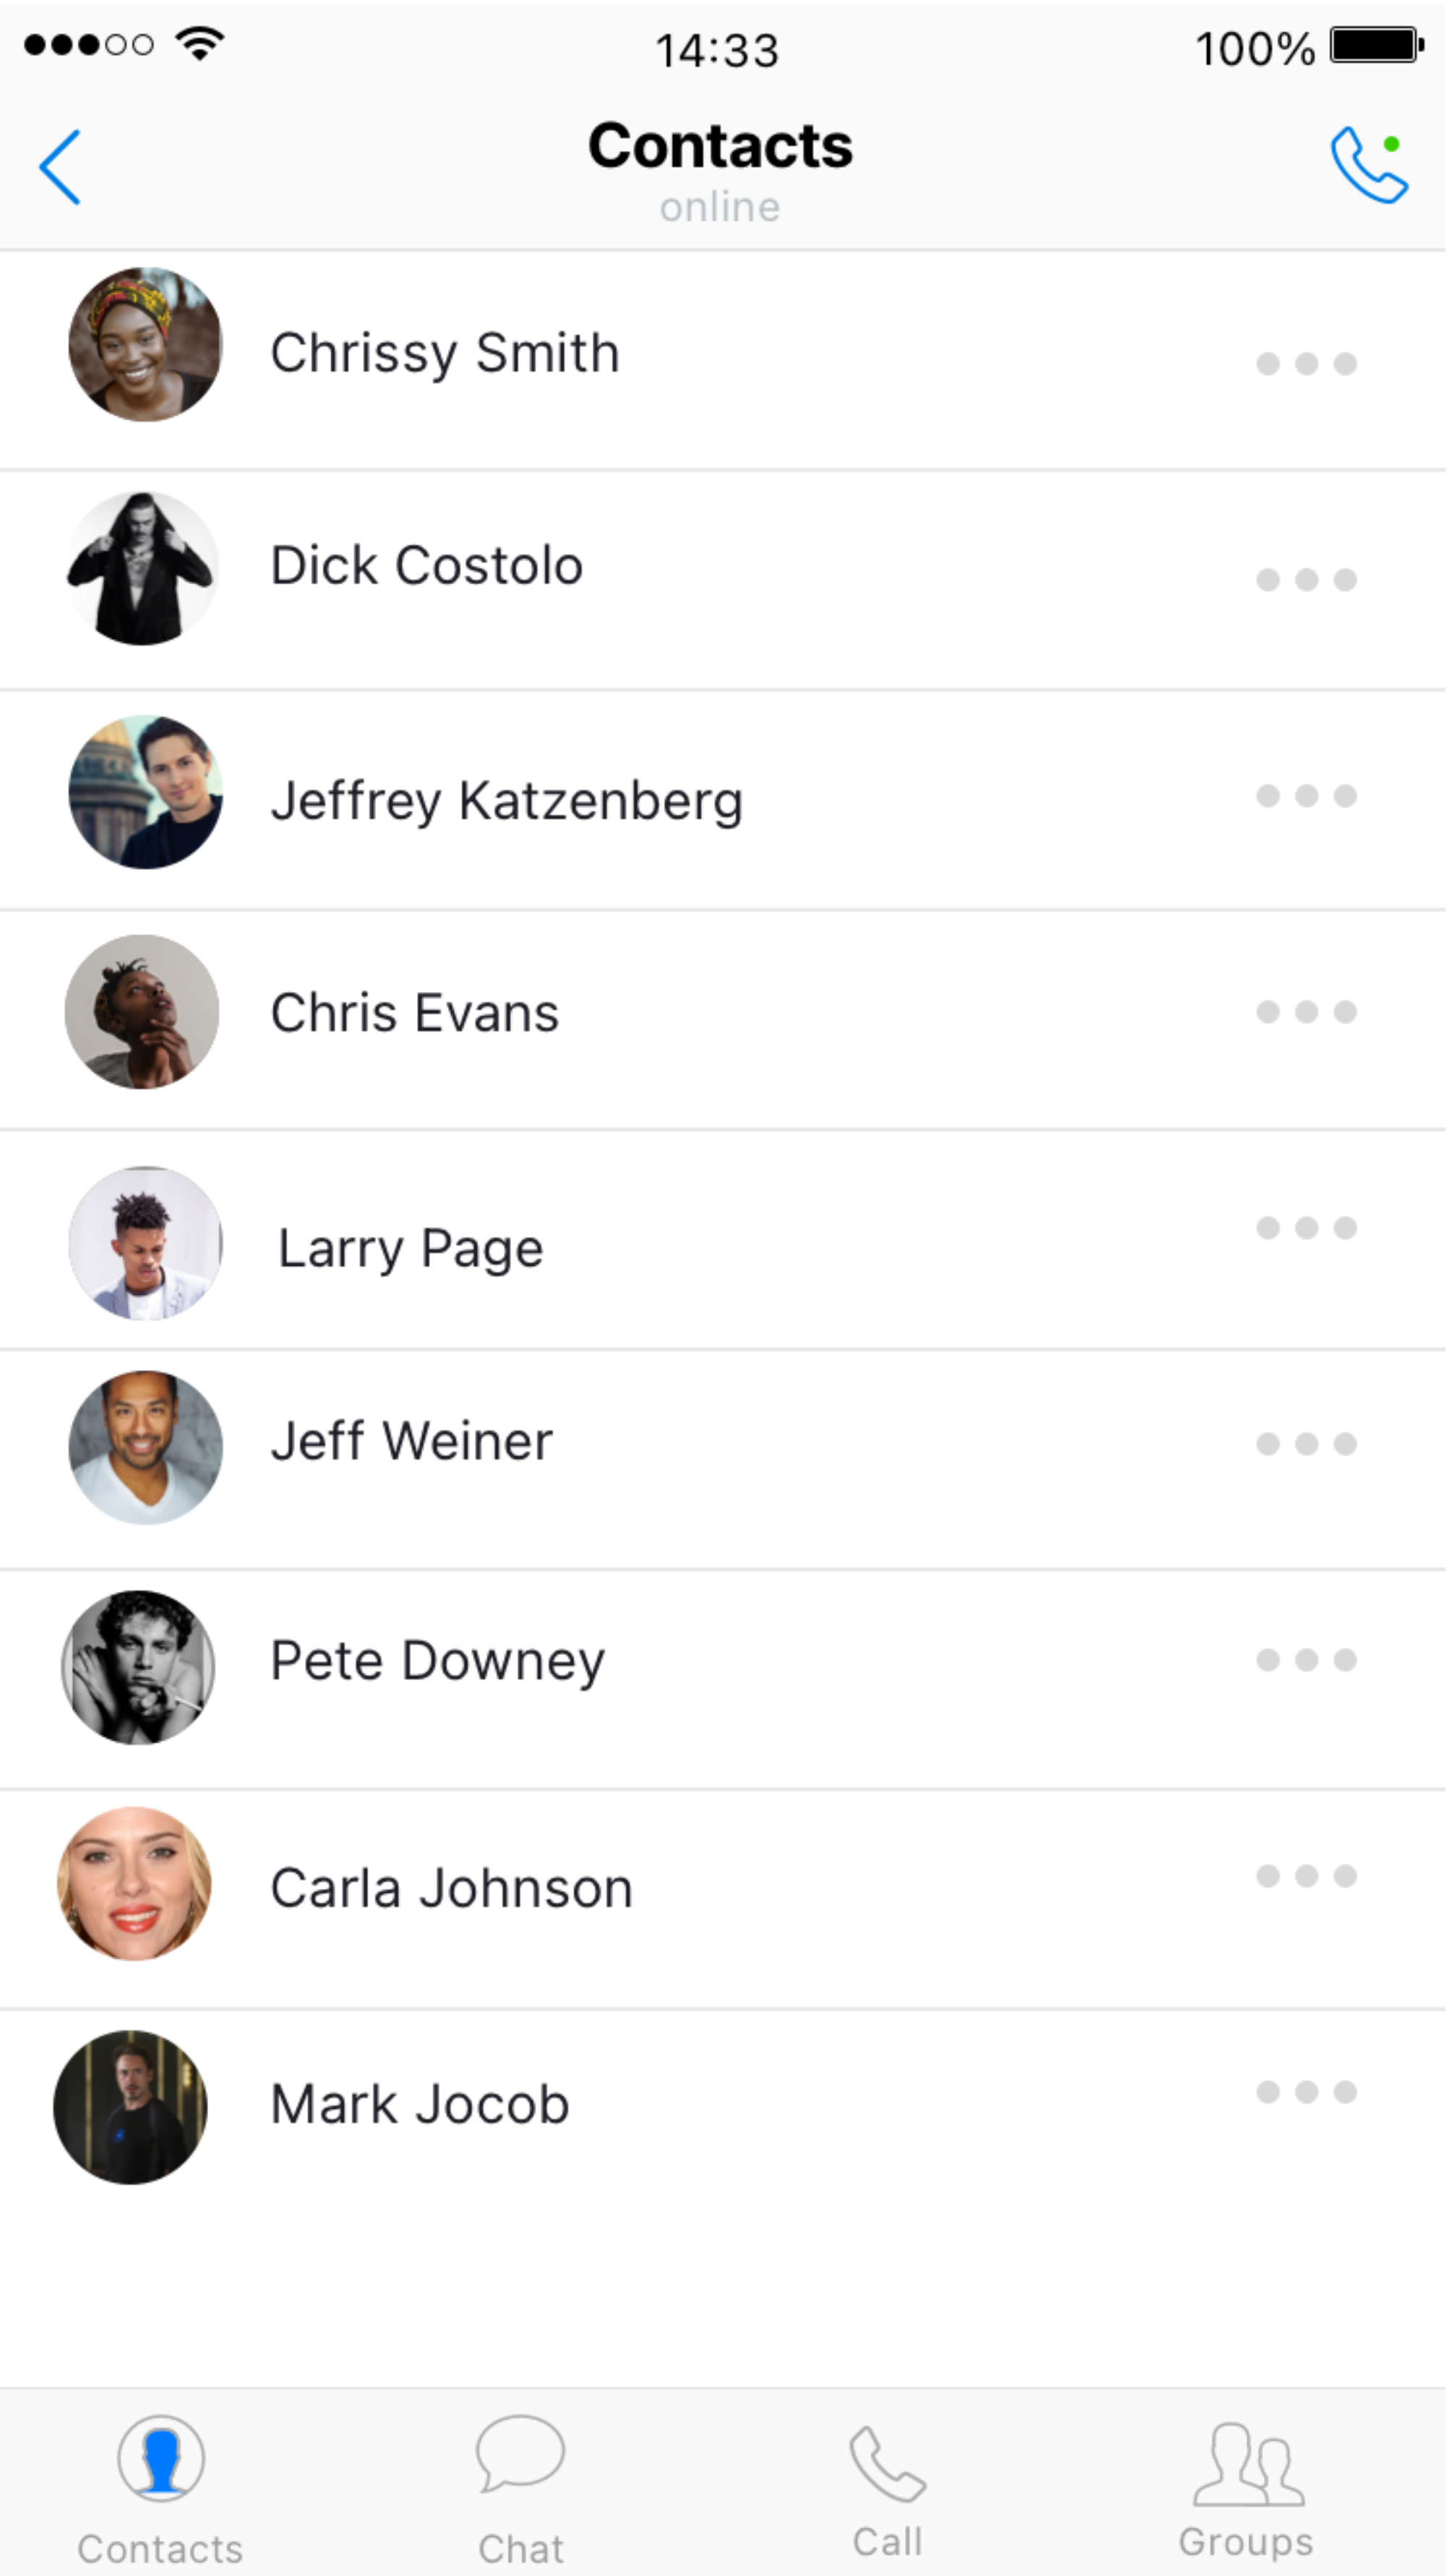 14:33
100%
Contacts
online
Chrissy Smith
Dick Costolo
Jeffrey Katzenberg
Chris Evans
Larry Page
Jeff Weiner
Pete Downey
Carla Johnson
Mark Jocob
Contacts
Chat
Call
Groups